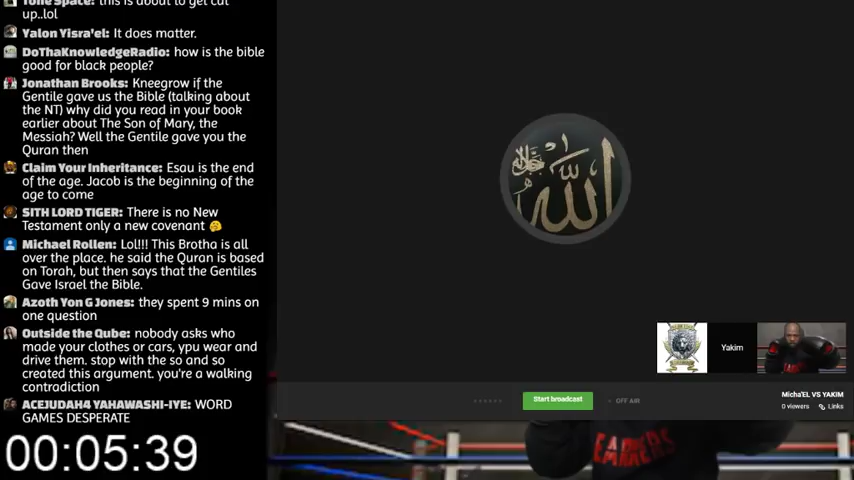 Tone Space: this is about to get cut
up..lol
Yalon Yisra'el: It does matter.
DoThaKnowledgeRadio: how is the bible
good for black people?
Jonathan Brooks: Kneegrow if the
Gentile gave us the Bible (talking about
the NT) why did you read in your book
earlier about The Son of Mary, the
Messiah? Well the Gentile gave you the
Quran then
Claim Your Inheritance: Esau is the end
of the age. Jacob is the beginning of the
age to come
SITH LORD TIGER: There is no New
Testament only a new covenant 🤗
Michael Rollen: Lol!!! This Brotha is all
over the place. he said the Quran is based
on Torah, but then says that the Gentiles
Gave Israel the Bible.
Azoth Yon G Jones: they spent 9 mins on
one question
Outside the Qube: nobody asks who
made your clothes or cars, ypu wear and
drive them. stop with the so and so
created this argument. you're a walking
contradiction
ACEJUDAH4 YAHAWASHI-IYE: WORD
GAMES DESPERATE
00:05:39
الله
جل جلاله
Yakim
Start broadcast
OFF AIR
Micha'EL VS YAKIM
0 viewers
Links